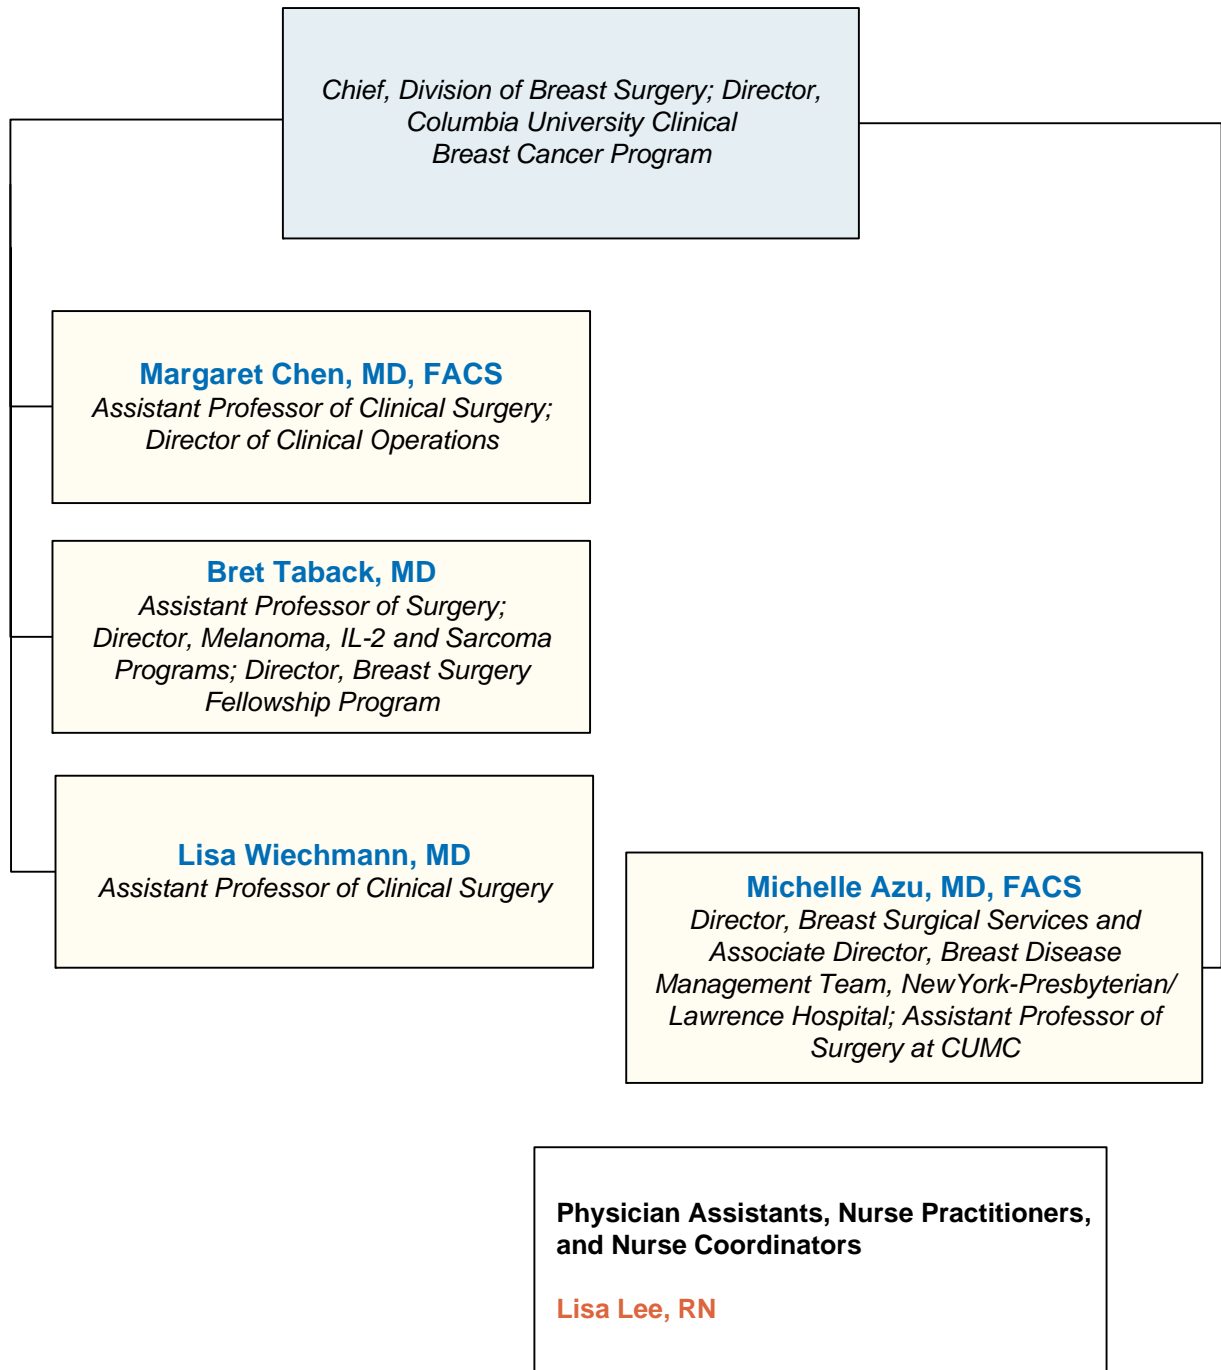 Chief, Division of Breast Surgery; Director,
Columbia University Clinical
Breast Cancer Program
Margaret Chen, MD, FACS
Assistant Professor of Clinical Surgery;
Director of Clinical Operations
Bret Taback, MD
Assistant Professor of Surgery;
Director, Melanoma, IL-2 and Sarcoma
Programs; Director, Breast Surgery
Fellowship Program
Lisa Wiechmann, MD
Assistant Professor of Clinical Surgery
Michelle Azu, MD, FACS
Director, Breast Surgical Services and
Associate Director, Breast Disease
Management Team, NewYork-Presbyterian/
Lawrence Hospital; Assistant Professor of
Surgery at CUMC
Physician Assistants, Nurse Practitioners,
and Nurse Coordinators
Lisa Lee, RN